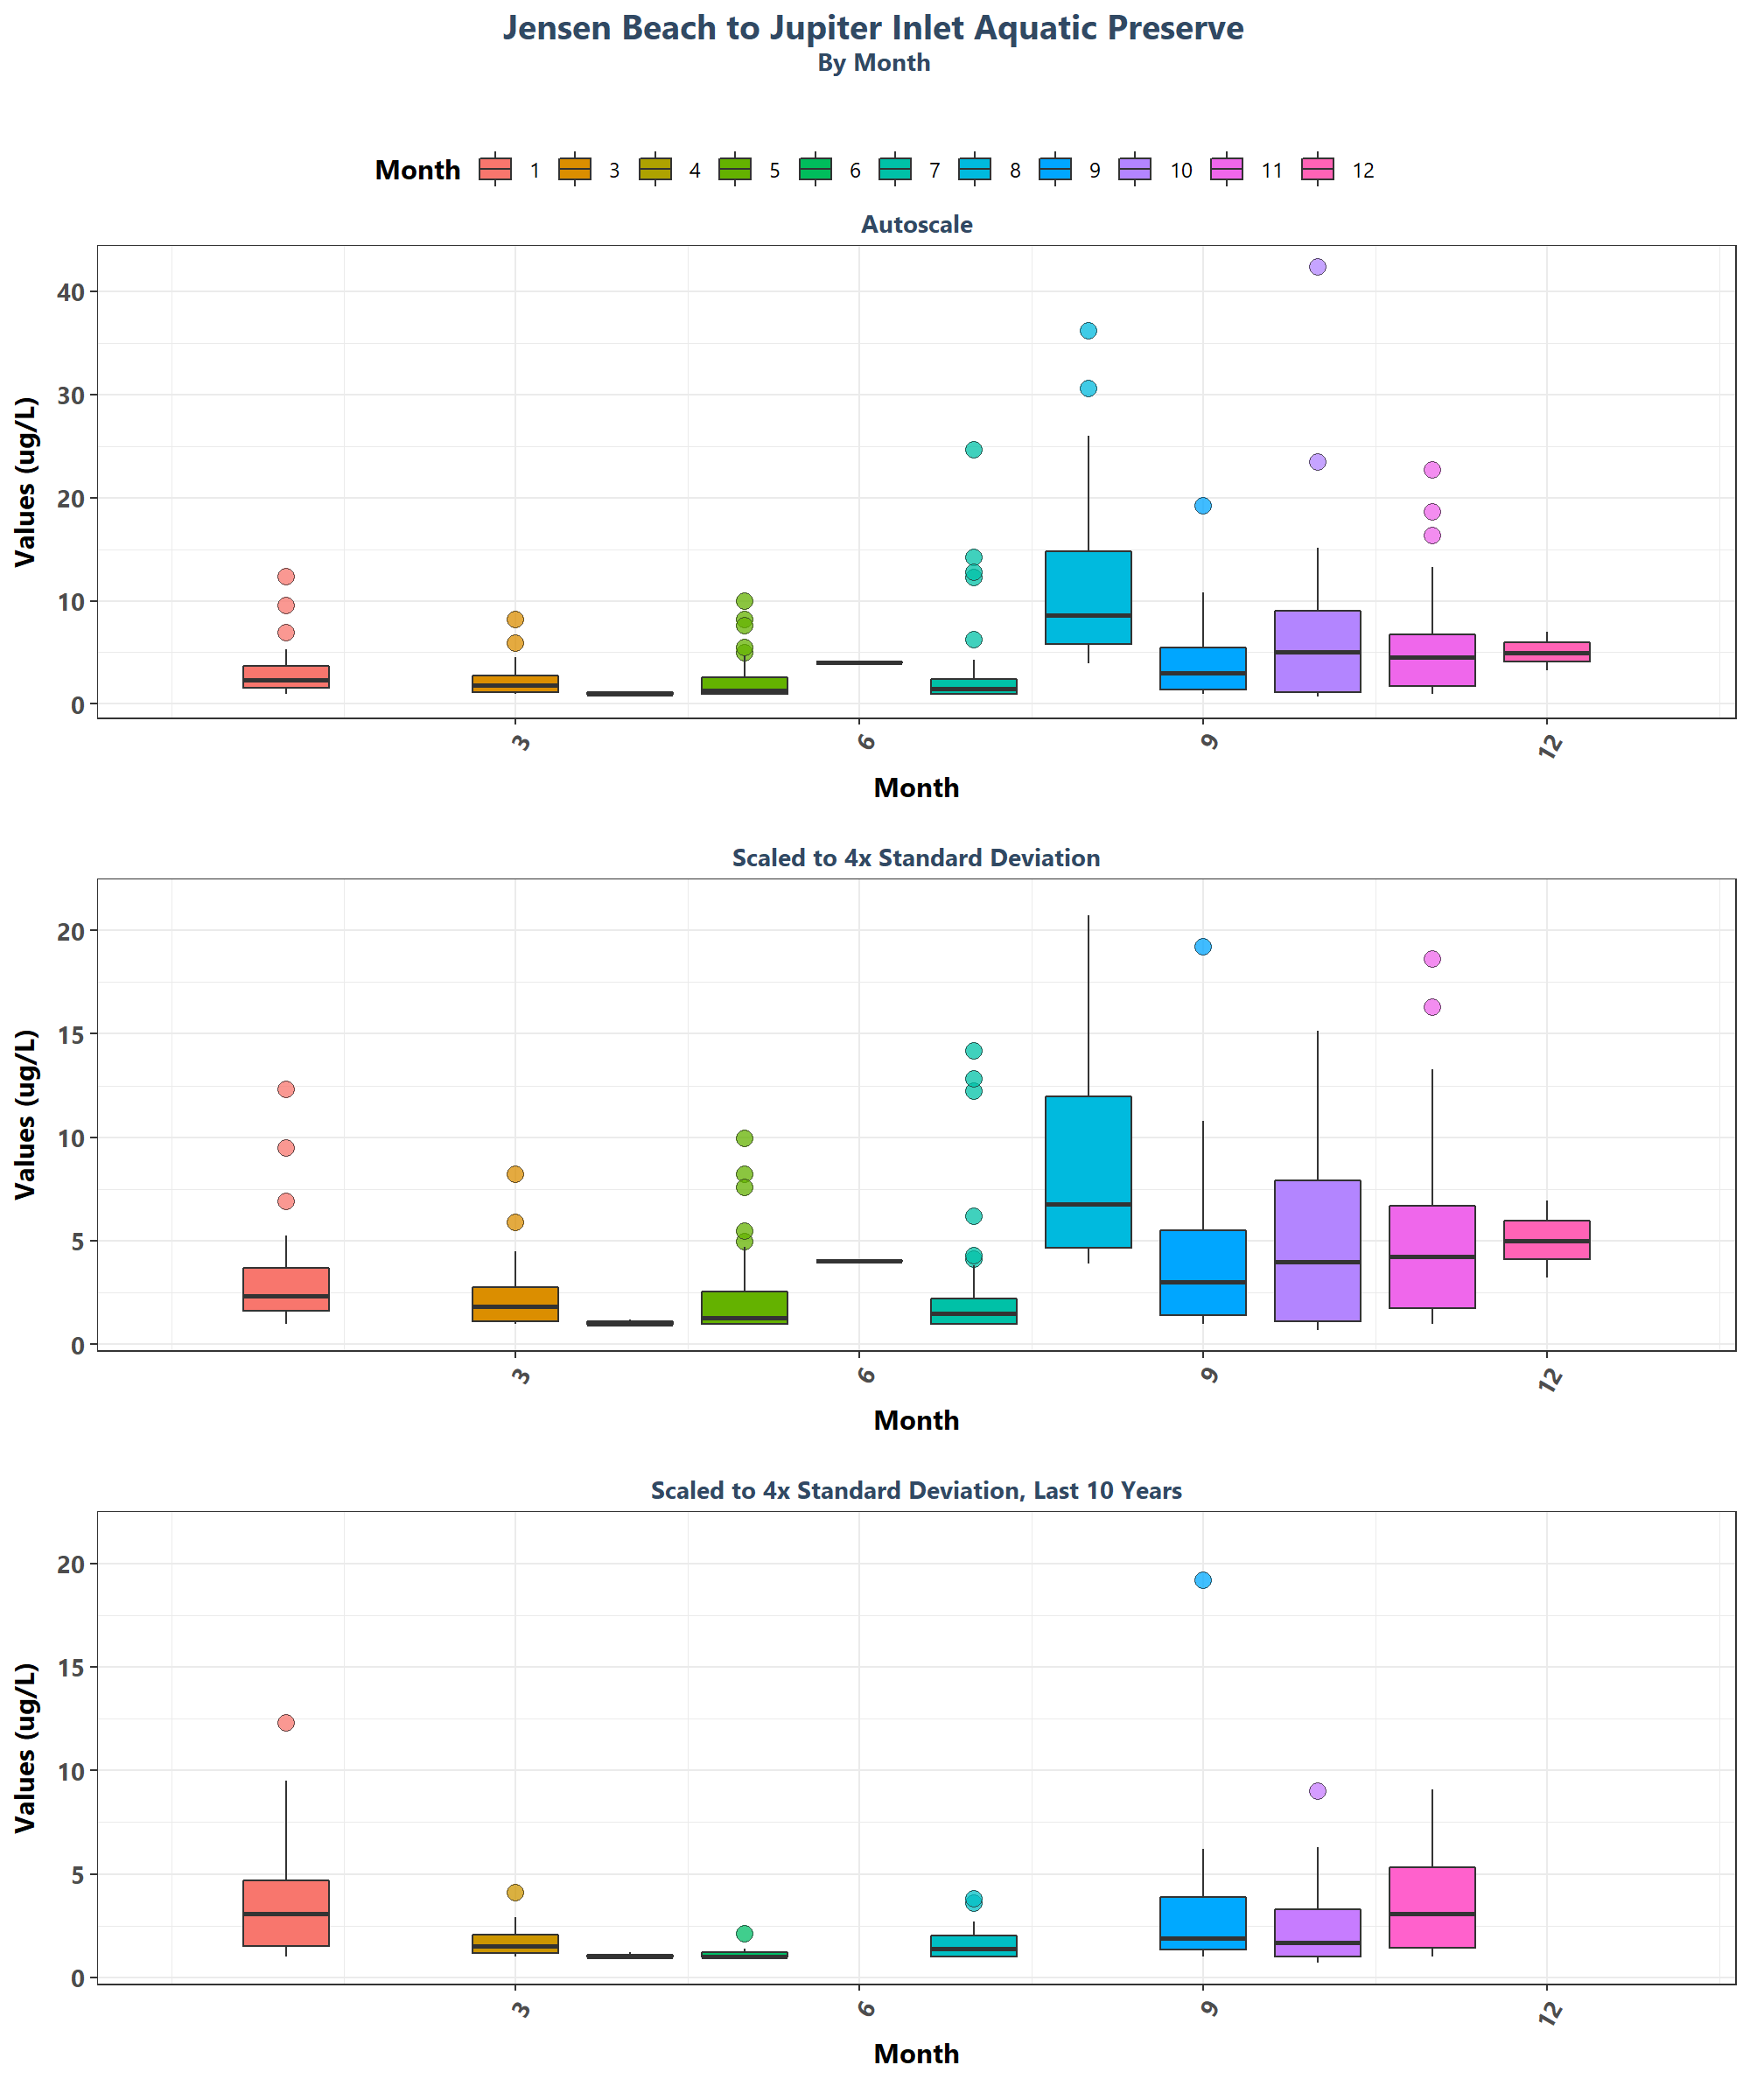 Jensen Beach to Jupiter Inlet Aquatic Preserve
By Month
Month 1 3 4 5 6 7 8 9 10 11 12
Autoscale
Values (ug/L)
40
30
20
10
0
3 6 9 12
Month
Scaled to 4x Standard Deviation
Values (ug/L)
20
15
10
5
0
3 6 9 12
Month
Scaled to 4x Standard Deviation, Last 10 Years
Values (ug/L)
20
15
10
5
0
3 6 9 12
Month